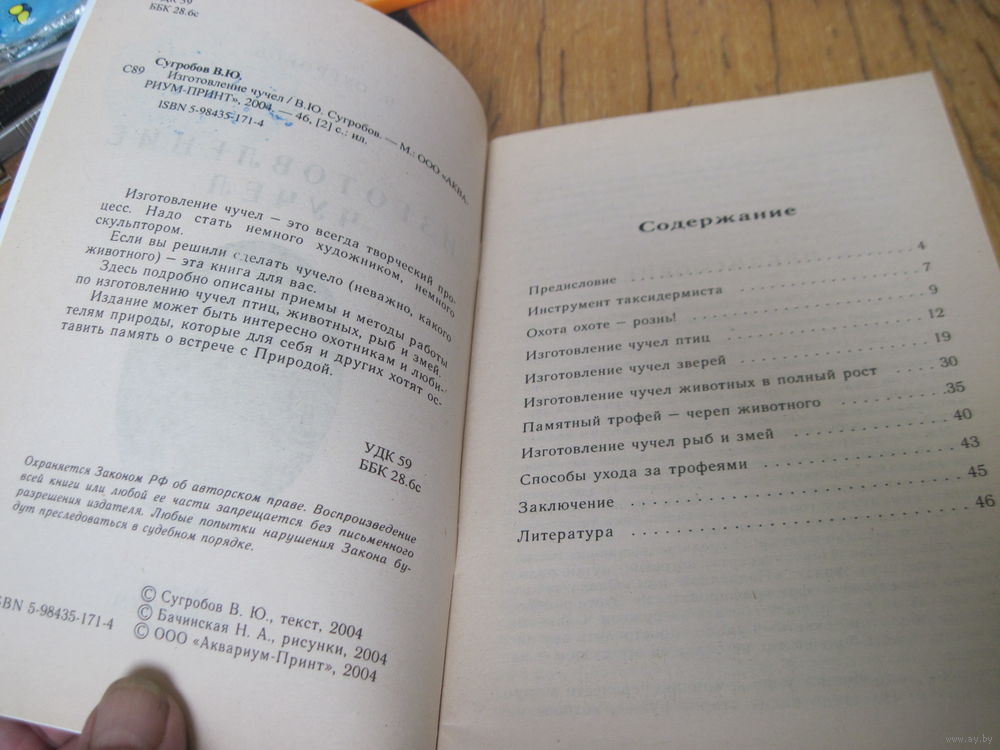 УДК 59
ББК 28.6с
Сугробов В.Ю.
С89 Изготовление чучел / В.Ю. Сугробов. — М.: ООО «АКВА-
РИУМ-ПРИНТ», 2004. — 46, [2] с.: ил.
ISBN 5-98435-171-4
Изготовление чучел — это всегда творческий про-
цесс. Надо стать немного художником, немного
скульптором.
Если вы решили сделать чучело (неважно, какого
животного) — эта книга для вас.
Здесь подробно описаны приемы и методы работы
по изготовлению чучел птиц, животных, рыб и змей.
Издание может быть интересно охотникам и люби-
телям природы, которые для себя и других хотят ос-
тавить память о встрече с Природой.
УДК 59
ББК 28.6с
Охраняется Законом РФ об авторском праве. Воспроизведение
всей книги или любой ее части запрещается без письменного
разрешения издателя. Любые попытки нарушения Закона бу-
дут преследоваться в судебном порядке.
© Сугробов В. Ю., текст, 2004
© Бачинская Н. А., рисунки, 2004
ISBN 5-98435-171-4 © ООО «Аквариум-Принт», 2004
Содержание
Предисловие 4
Инструмент таксидермиста 7
Охота охоте — рознь! 9
Изготовление чучел птиц 12
Изготовление чучел зверей 19
Изготовление чучел животных в полный рост 30
Памятный трофей — череп животного 35
Изготовление чучел рыб и змей 40
Способы ухода за трофеями 43
Заключение 45
Литература 46
www.ay.by